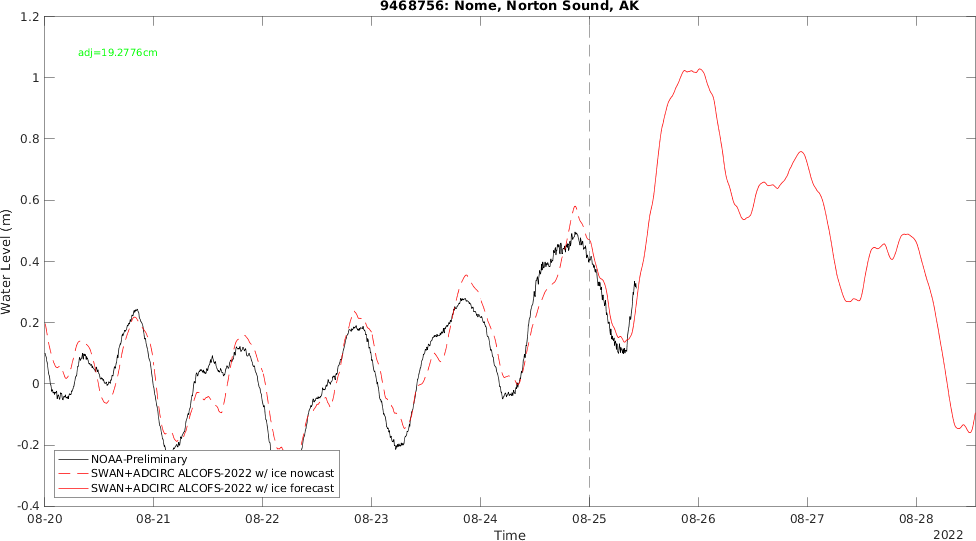 9468756: Nome, Norton Sound, AK
1.2
adj=19.2776cm
1
0.8
0.6
0.4
0.2
0
-0.2
-0.4
Water Level (m)
NOAA-Preliminary
SWAN+ADCIRC ALCOFS-2022 w/ ice nowcast
SWAN+ADCIRC ALCOFS-2022 w/ ice forecast
08-20 08-21 08-22 08-23 08-24 08-25 08-26 08-27 08-28
Time
2022